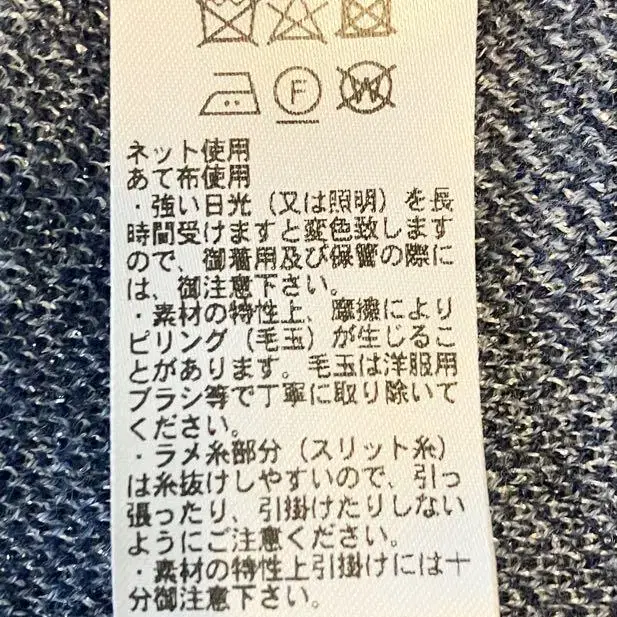 F
W
ネット使用
あて布使用
・強い日光（又は照明）を長
時間受けますと変色致します
ので、御着用及び保管の際に
は、御注意下さい。
・素材の特性上、摩擦により
ピリング（毛玉）が生じるこ
とがあります。毛玉は洋服用
ブラシ等で丁寧に取り除いて
ください。
・ラメ糸部分（スリット糸）
は糸抜けしやすいので、引っ
張ったり、引掛けたりしない
ようにご注意ください。
・素材の特性上引掛けには十
分御注意下さい。